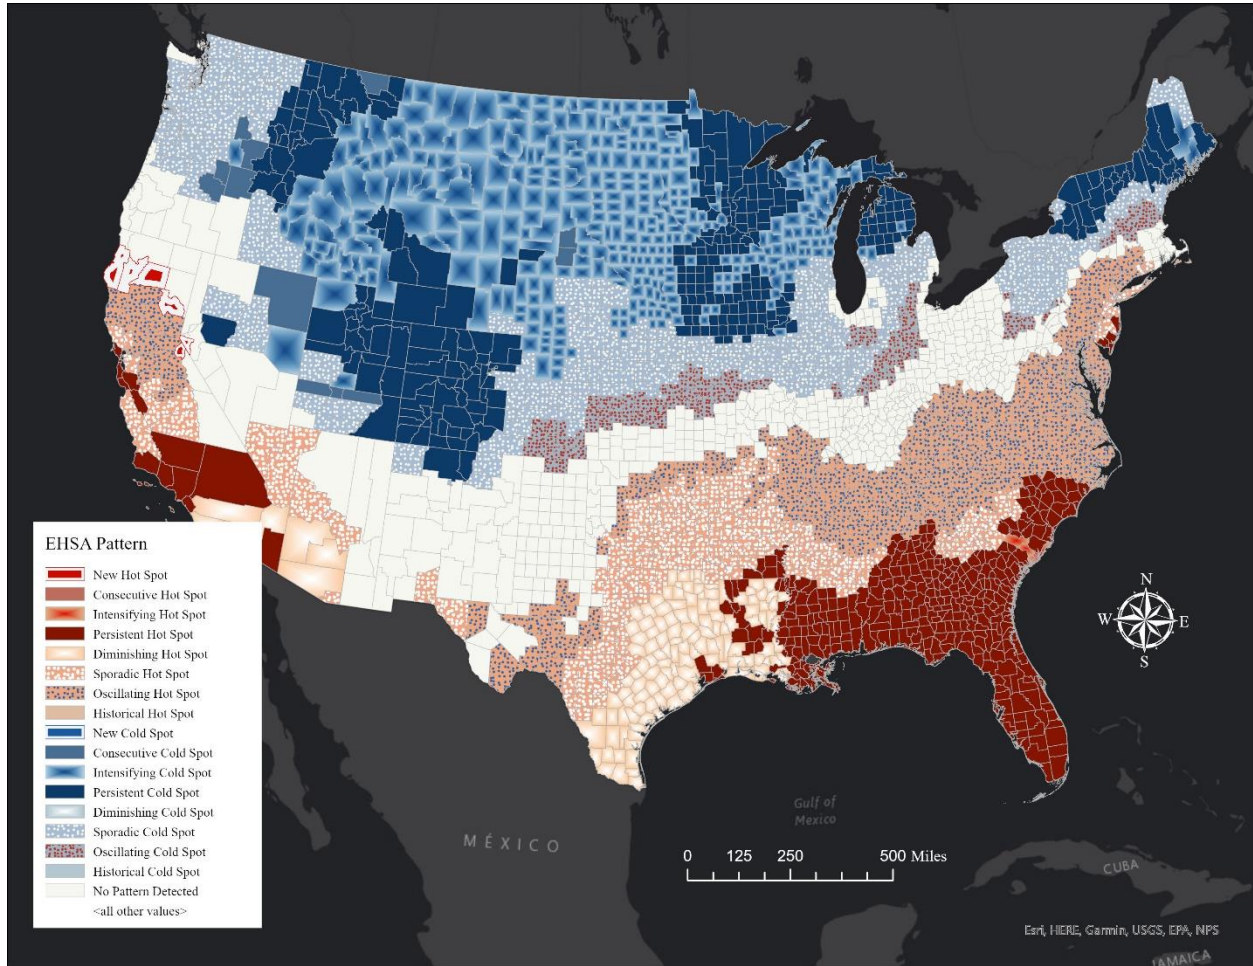 EHSA Pattern
New Hot Spot
Consecutive Hot Spot
Intensifying Hot Spot
Persistent Hot Spot
Diminishing Hot Spot
Sporadic Hot Spot
Oscillating Hot Spot
Historical Hot Spot
New Cold Spot
Consecutive Cold Spot
Intensifying Cold Spot
Persistent Cold Spot
Diminishing Cold Spot
Sporadic Cold Spot
Oscillating Cold Spot
Historical Cold Spot
No Pattern Detected
<all other values>
N
W E
S
Gulf of
Mexico
MÉXICO
0 125 250 500 Miles
CUBA
Esri, HERE, Garmin, USGS, EPA, NPS
JAMAICA